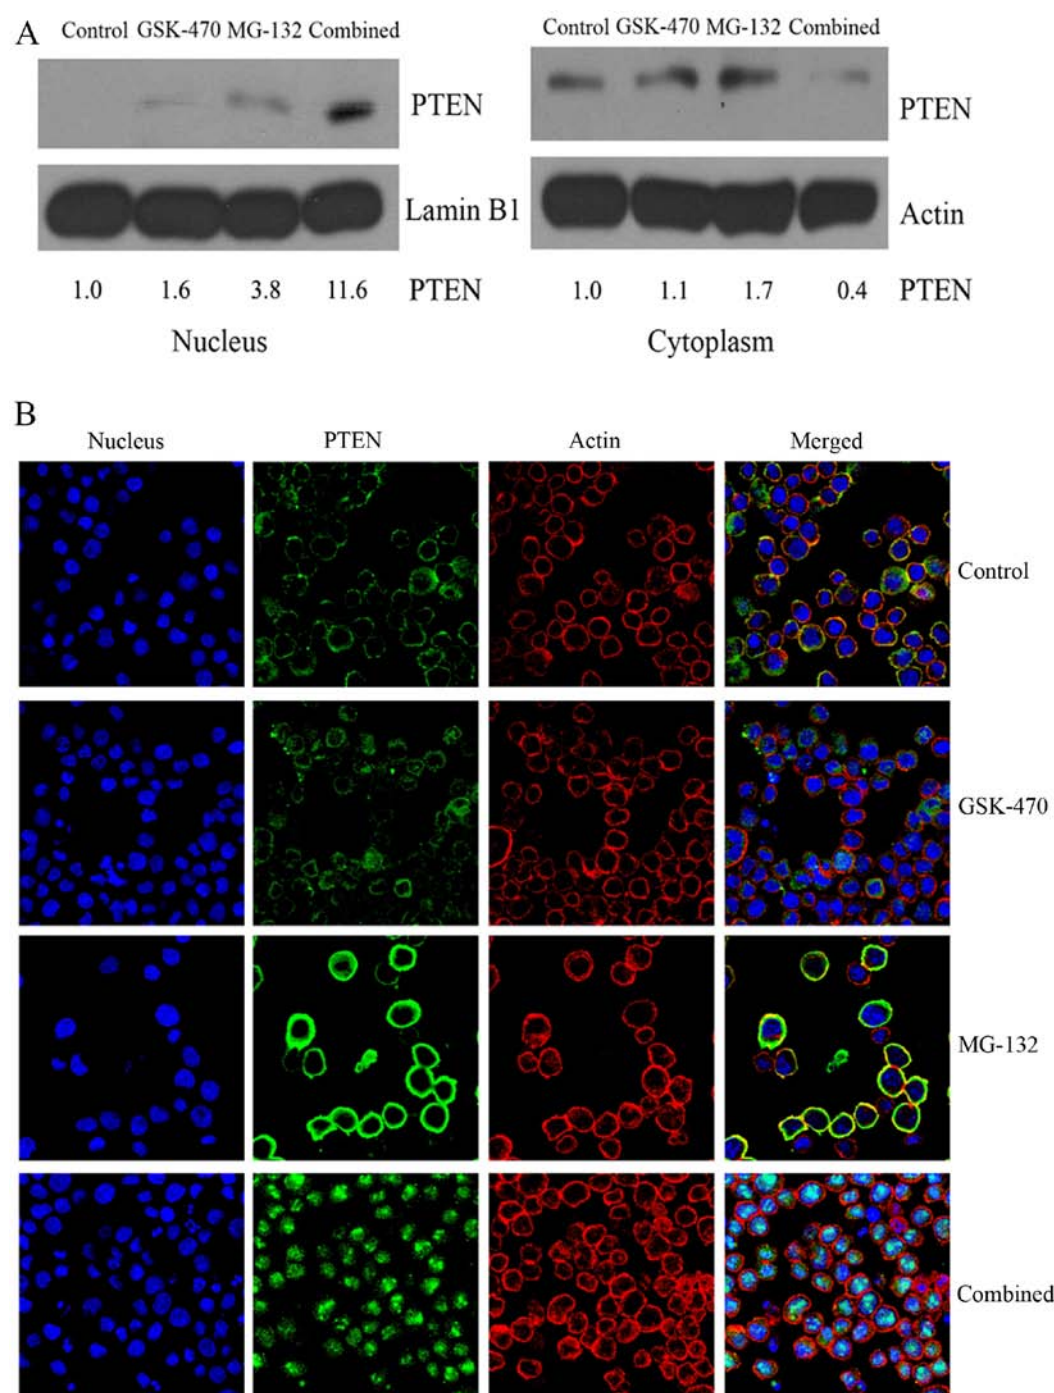 A
Control GSK-470 MG-132 Combined
PTEN
Lamin B1
1.0 1.6 3.8 11.6 PTEN
Nucleus
Control GSK-470 MG-132 Combined
PTEN
Actin
1.0 1.1 1.7 0.4 PTEN
Cytoplasm
B
Nucleus PTEN Actin Merged
Control
GSK-470
MG-132
Combined